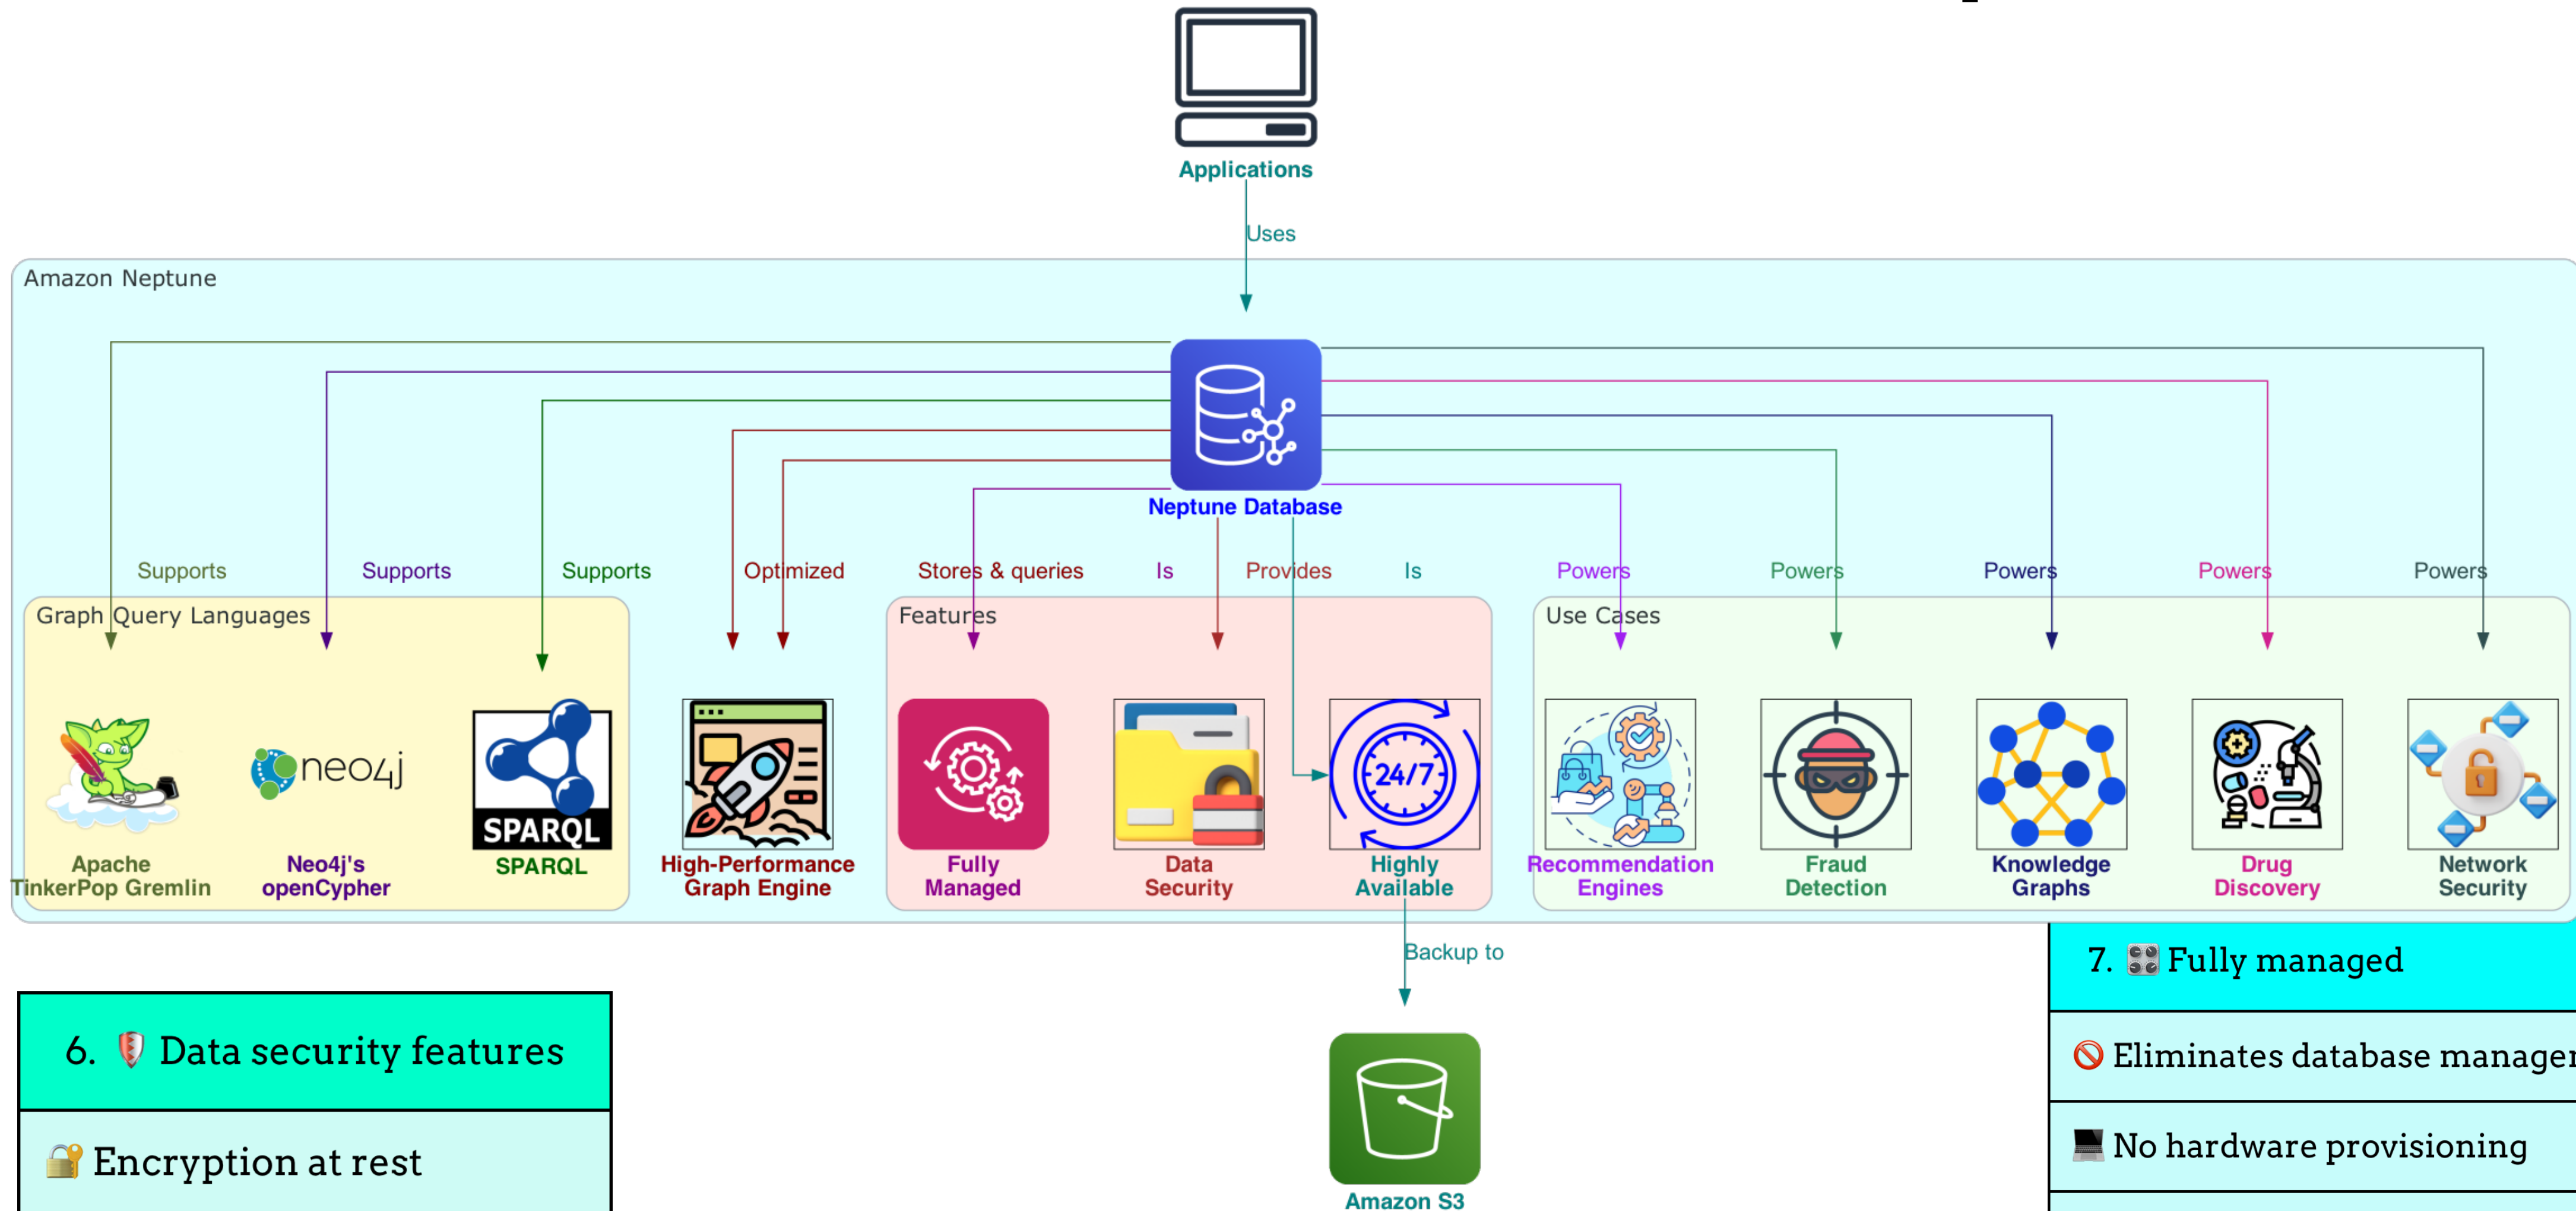 Applications
Uses
Amazon Neptune
Neptune Database
Supports
Supports
Supports
Optimized
Stores & queries
Is
Provides
Is
Powers
Powers
Powers
Powers
Powers
Graph Query Languages
Features
Use Cases
neo4j
SPARQL
24/7
Apache
TinkerPop Gremlin
Neo4j's
openCypher
SPARQL
High-Performance
Graph Engine
Fully
Managed
Data
Security
Highly
Available
Recommendation
Engines
Fraud
Detection
Knowledge
Graphs
Drug
Discovery
Network
Security
Backup to
Amazon S3
6. 🛡️ Data security features
🔐 Encryption at rest
7. 🎛️ Fully managed
🚫 Eliminates database
💻 No hardware provisioning